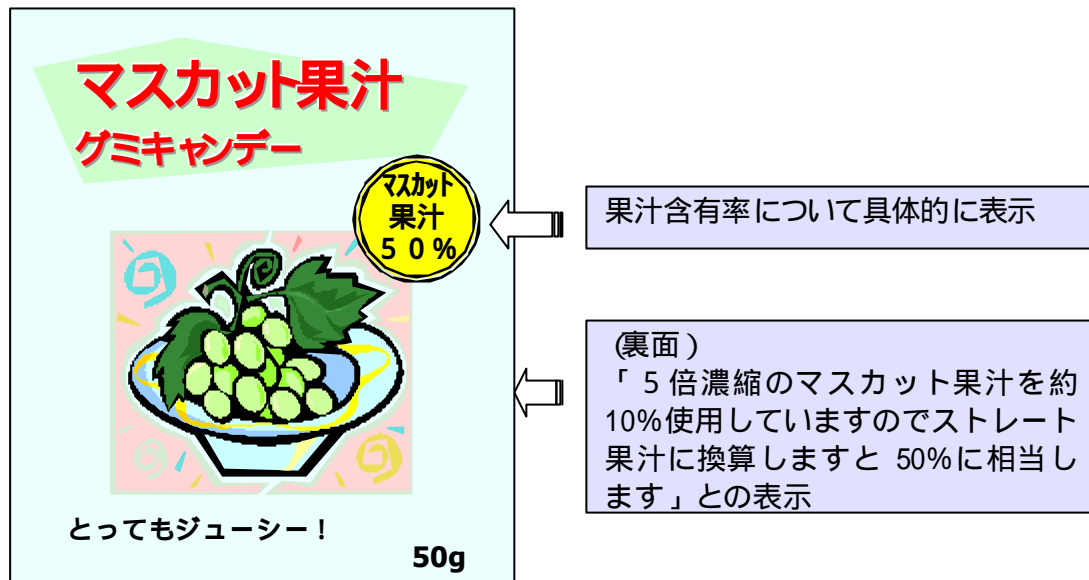 マスカット果汁
グミキャンデー
マスカット
果汁
５０％
とってもジューシー！
50g
果汁含有率について具体的に表示
（裏面）
「５倍濃縮のマスカット果汁を約
10%使用していますのでストレート
果汁に換算しますと 50%に相当し
ます」との表示